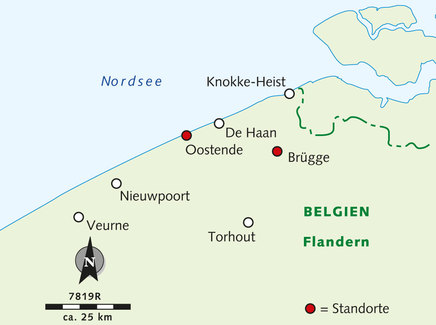 Nordsee
Knokke-Heist
De Haan
Oostende
Brügge
Nieuwpoort
Veurne
Torhout
BELGIEN
Flandern
N
7819R
ca. 25 km
= Standorte